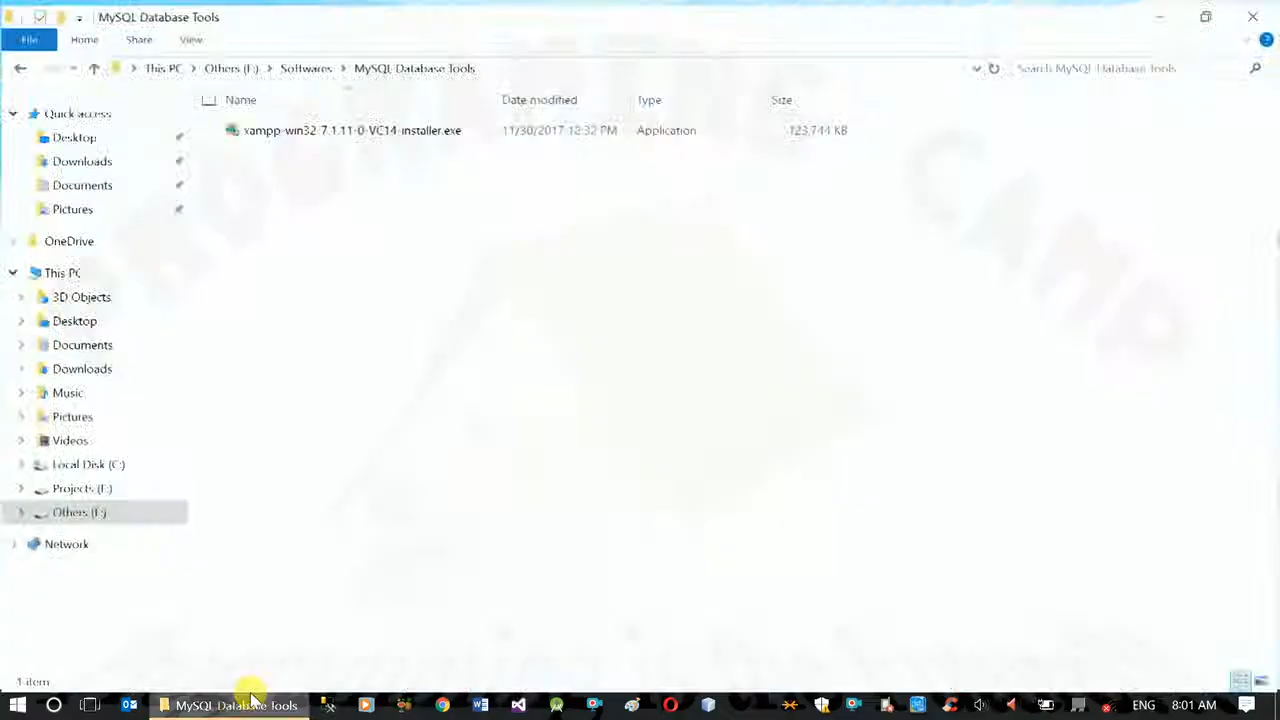 MySQL Database Tools
File Home Share View
This PC Others (F:) Softwares MySQL Database Tools
Search MySQL Database Tools
Name Date modified Type Size
xampp-win32-7.1.11-0-VC14-installer.exe 11/30/2017 12:32 PM Application 123,744 KB
Quick access
Desktop
Downloads
Documents
Pictures
OneDrive
This PC
3D Objects
Desktop
Documents
Downloads
Music
Pictures
Videos
Local Disk (C:)
Projects (E:)
Others (F:)
Network
1 item
MySQL Database Tools
ENG 8:01 AM